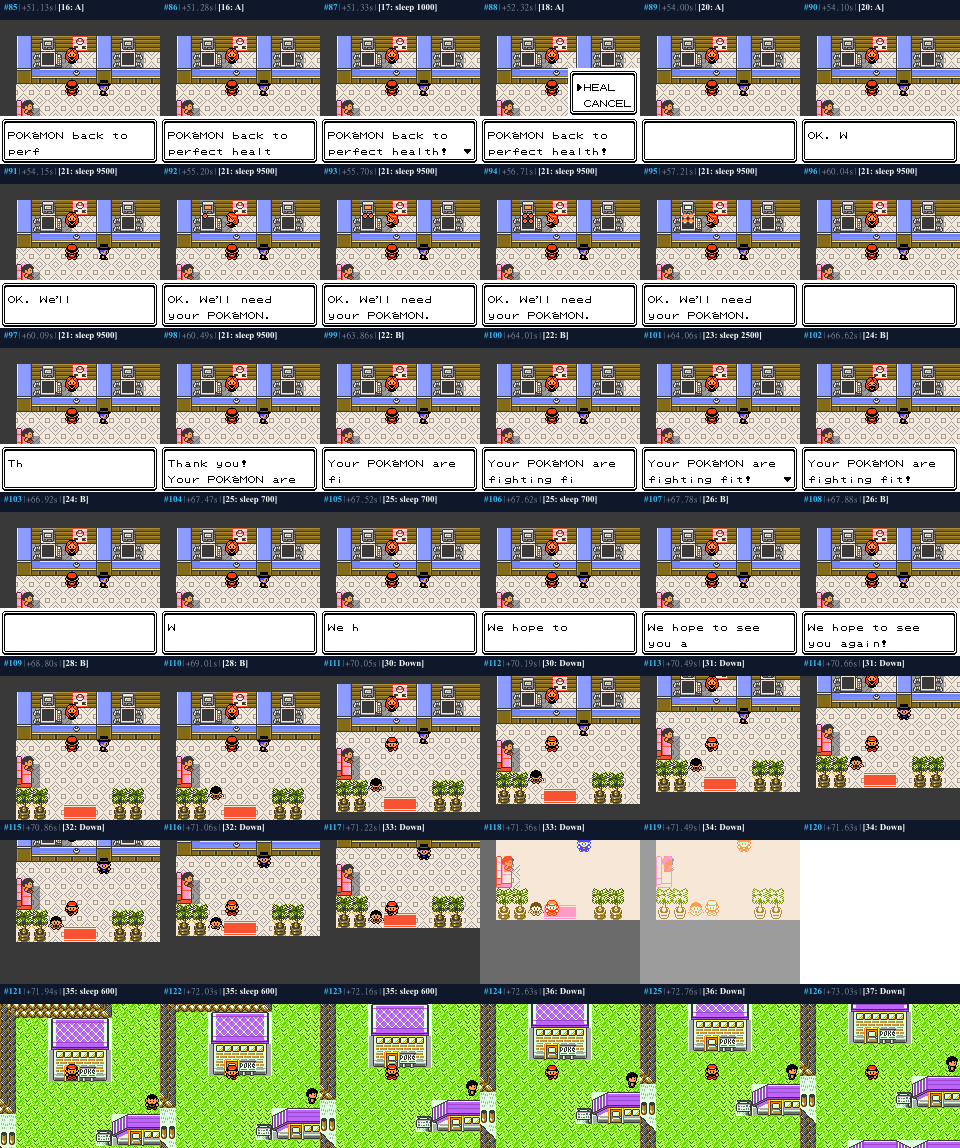 #85|+51.13s|[16: A]
#86|+51.28s|[16: A]
#87|+51.33s|[17: sleep 1000]
#88|+52.32s|[18: A]
#89|+54.00s|[20: A]
#90|+54.10s|[20: A]
HEAL
CANCEL
POKéMON back to
perf
POKéMON back to
perfect healt
POKéMON back to
perfect health!
POKéMON back to
perfect health!
OK. W
#91|+54.15s|[21: sleep 9500]
#92|+55.20s|[21: sleep 9500]
#93|+55.70s|[21: sleep 9500]
#94|+56.71s|[21: sleep 9500]
#95|+57.21s|[21: sleep 9500]
#96|+60.04s|[21: sleep 9500]
OK. We'll
OK. We'll need
your POKéMON.
OK. We'll need
your POKéMON.
OK. We'll need
your POKéMON.
OK. We'll need
your POKéMON.
#97|+60.09s|[21: sleep 9500]
#98|+60.49s|[21: sleep 9500]
#99|+63.86s|[22: B]
#100|+64.01s|[22: B]
#101|+64.06s|[23: sleep 2500]
#102|+66.62s|[24: B]
Th
Thank you!
Your POKéMON are
Your POKéMON are
fi
Your POKéMON are
fighting fi
Your POKéMON are
fighting fit!
Your POKéMON are
fighting fit!
#103|+66.92s|[24: B]
#104|+67.47s|[25: sleep 700]
#105|+67.52s|[25: sleep 700]
#106|+67.62s|[25: sleep 700]
#107|+67.78s|[26: B]
#108|+67.88s|[26: B]
W
We h
We hope to
We hope to see
you a
We hope to see
you again!
#109|+68.80s|[28: B]
#110|+69.01s|[28: B]
#111|+70.05s|[30: Down]
#112|+70.19s|[30: Down]
#113|+70.49s|[31: Down]
#114|+70.66s|[31: Down]
#115|+70.86s|[32: Down]
#116|+71.06s|[32: Down]
#117|+71.22s|[33: Down]
#118|+71.36s|[33: Down]
#119|+71.49s|[34: Down]
#120|+71.63s|[34: Down]
#121|+71.94s|[35: sleep 600]
#122|+72.03s|[35: sleep 600]
#123|+72.16s|[35: sleep 600]
#124|+72.63s|[36: Down]
#125|+72.76s|[36: Down]
#126|+73.03s|[37: Down]
POKé
POKé
POKé
POKé
POKé
POKé